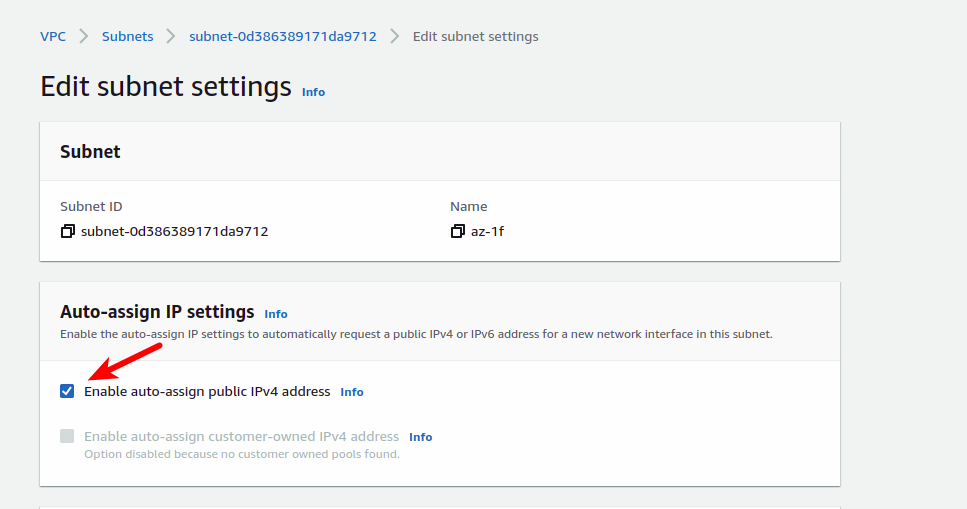 VPC > Subnets > subnet-0d386389171da9712 > Edit subnet settings
Edit subnet settings Info
Subnet
Subnet ID Name
subnet-0d386389171da9712 az-1f
Auto-assign IP settings Info
Enable the auto-assign IP settings to automatically request a public IPv4 or IPv6 address for a new network interface in this subnet.
Enable auto-assign public IPv4 address Info
Enable auto-assign customer-owned IPv4 address Info
Option disabled because no customer owned pools found.